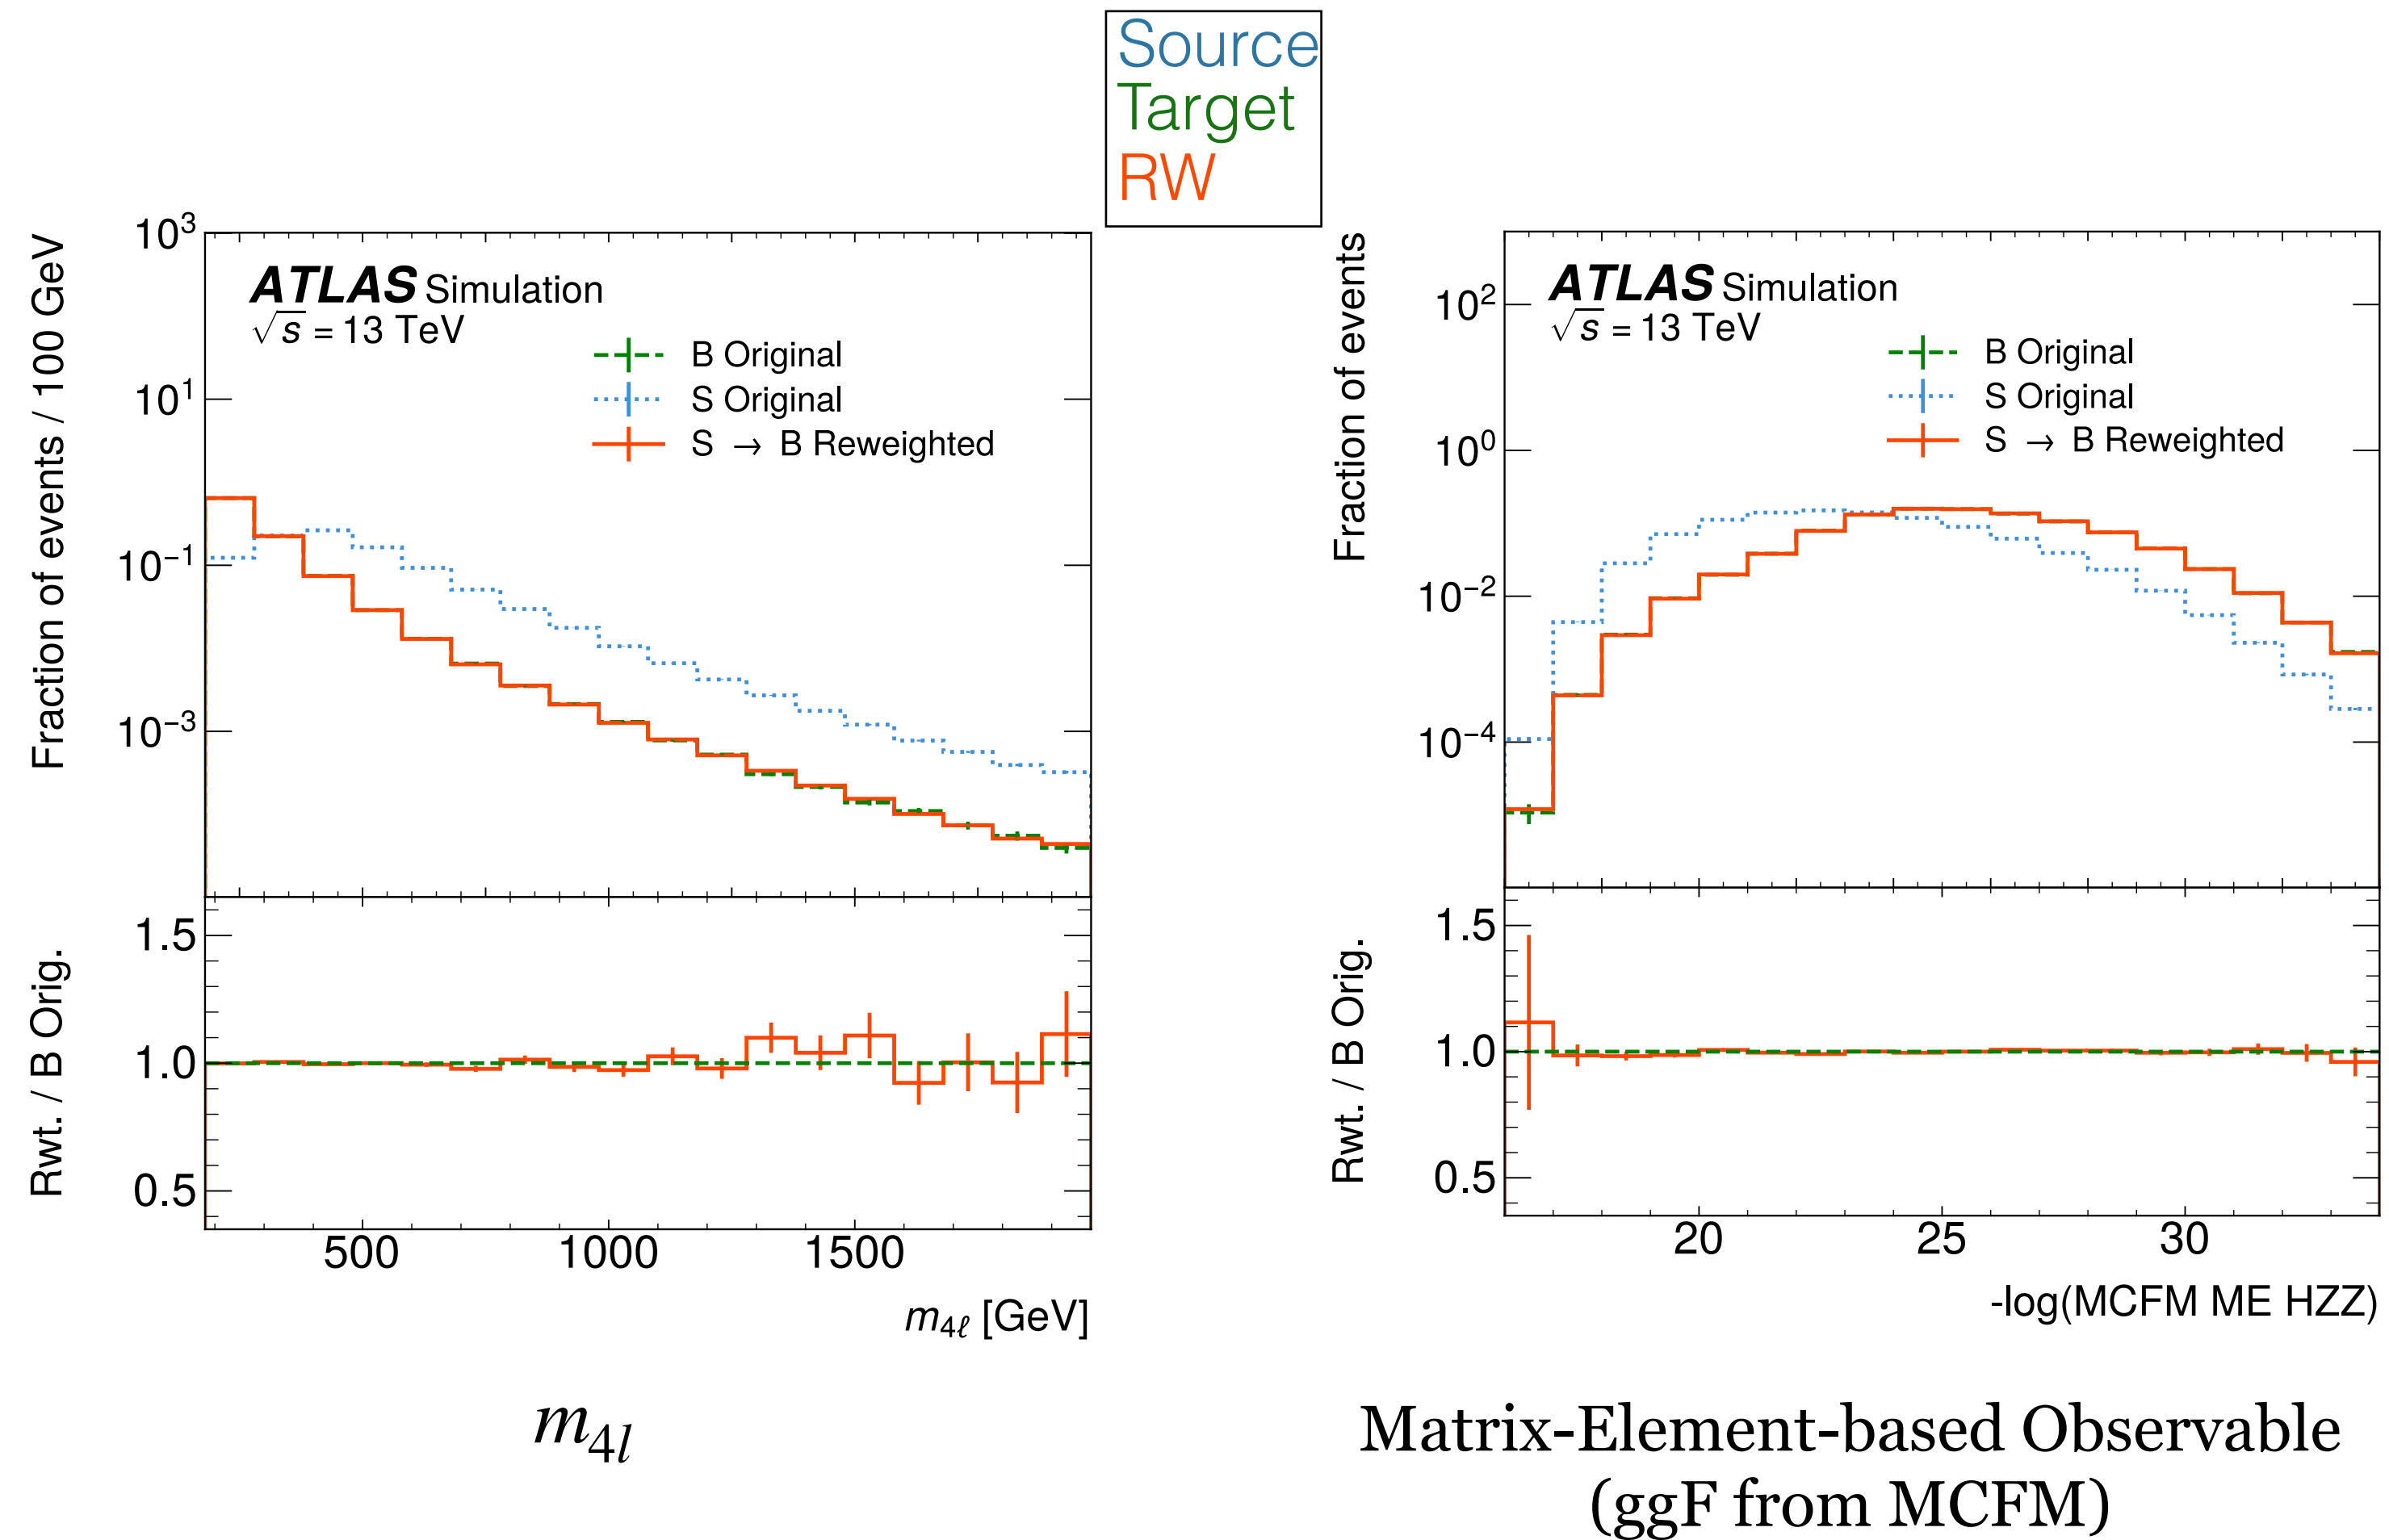 Source
Target
RW
Fraction of events / 100 GeV
10³
10¹
10⁻¹
10⁻³
ATLAS Simulation
√s = 13 TeV
B Original
S Original
S → B Reweighted
Rwt. / B Orig.
1.5
1.0
0.5
500 1000 1500
m₄ℓ [GeV]
m₄l
Fraction of events
10²
10⁰
10⁻²
10⁻⁴
ATLAS Simulation
√s = 13 TeV
B Original
S Original
S → B Reweighted
Rwt. / B Orig.
1.5
1.0
0.5
20 25 30
-log(MCFM ME HZZ)
Matrix-Element-based Observable
(ggF from MCFM)